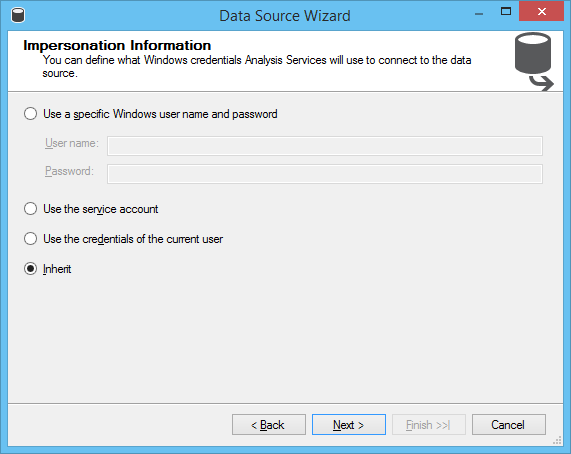 Data Source Wizard
Impersonation Information
You can define what Windows credentials Analysis Services will use to connect to the data
source.
Use a specific Windows user name and password
User name:
Password:
Use the service account
Use the credentials of the current user
Inherit
< Back
Next >
Finish >>|
Cancel